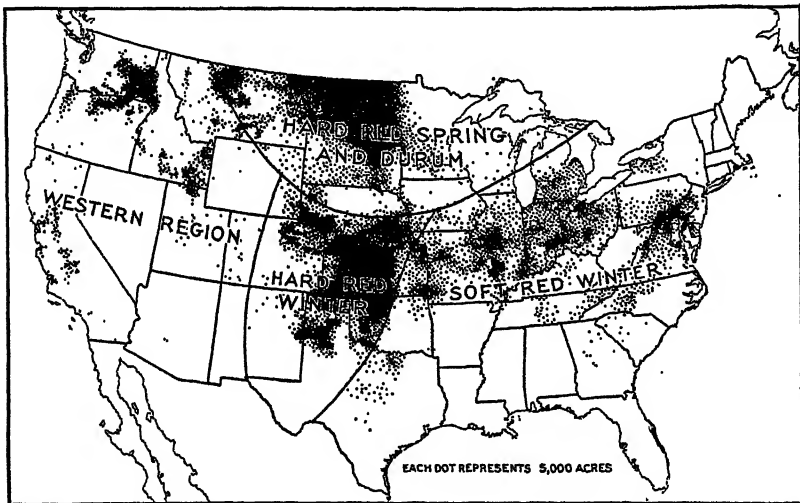 HARD RED SPRING
AND DURUM
WESTERN REGION
HARD RED
WINTER
SOFT RED WINTER
EACH DOT REPRESENTS 5,000 ACRES